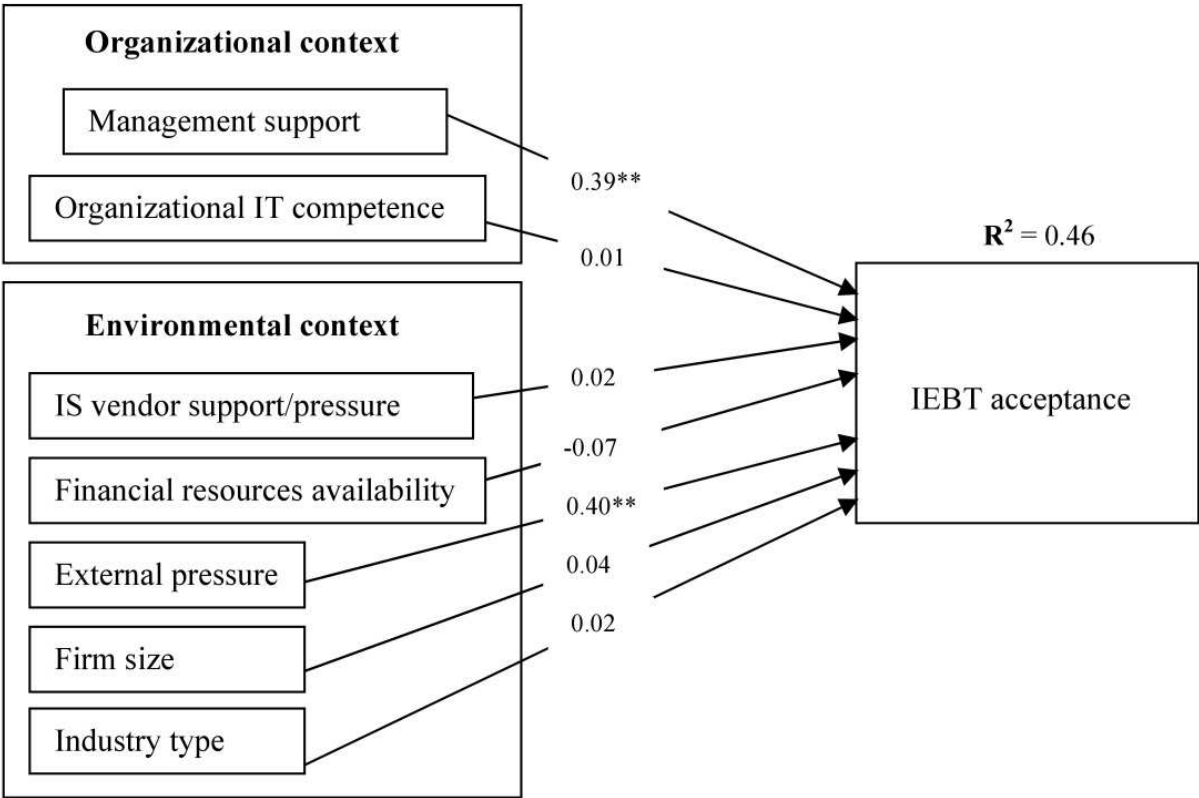 Organizational context
Management support
Organizational IT competence
Environmental context
IS vendor support/pressure
Financial resources availability
External pressure
Firm size
Industry type
0.39**
0.01
0.02
-0.07
0.40**
0.04
0.02
R² = 0.46
IEBT acceptance